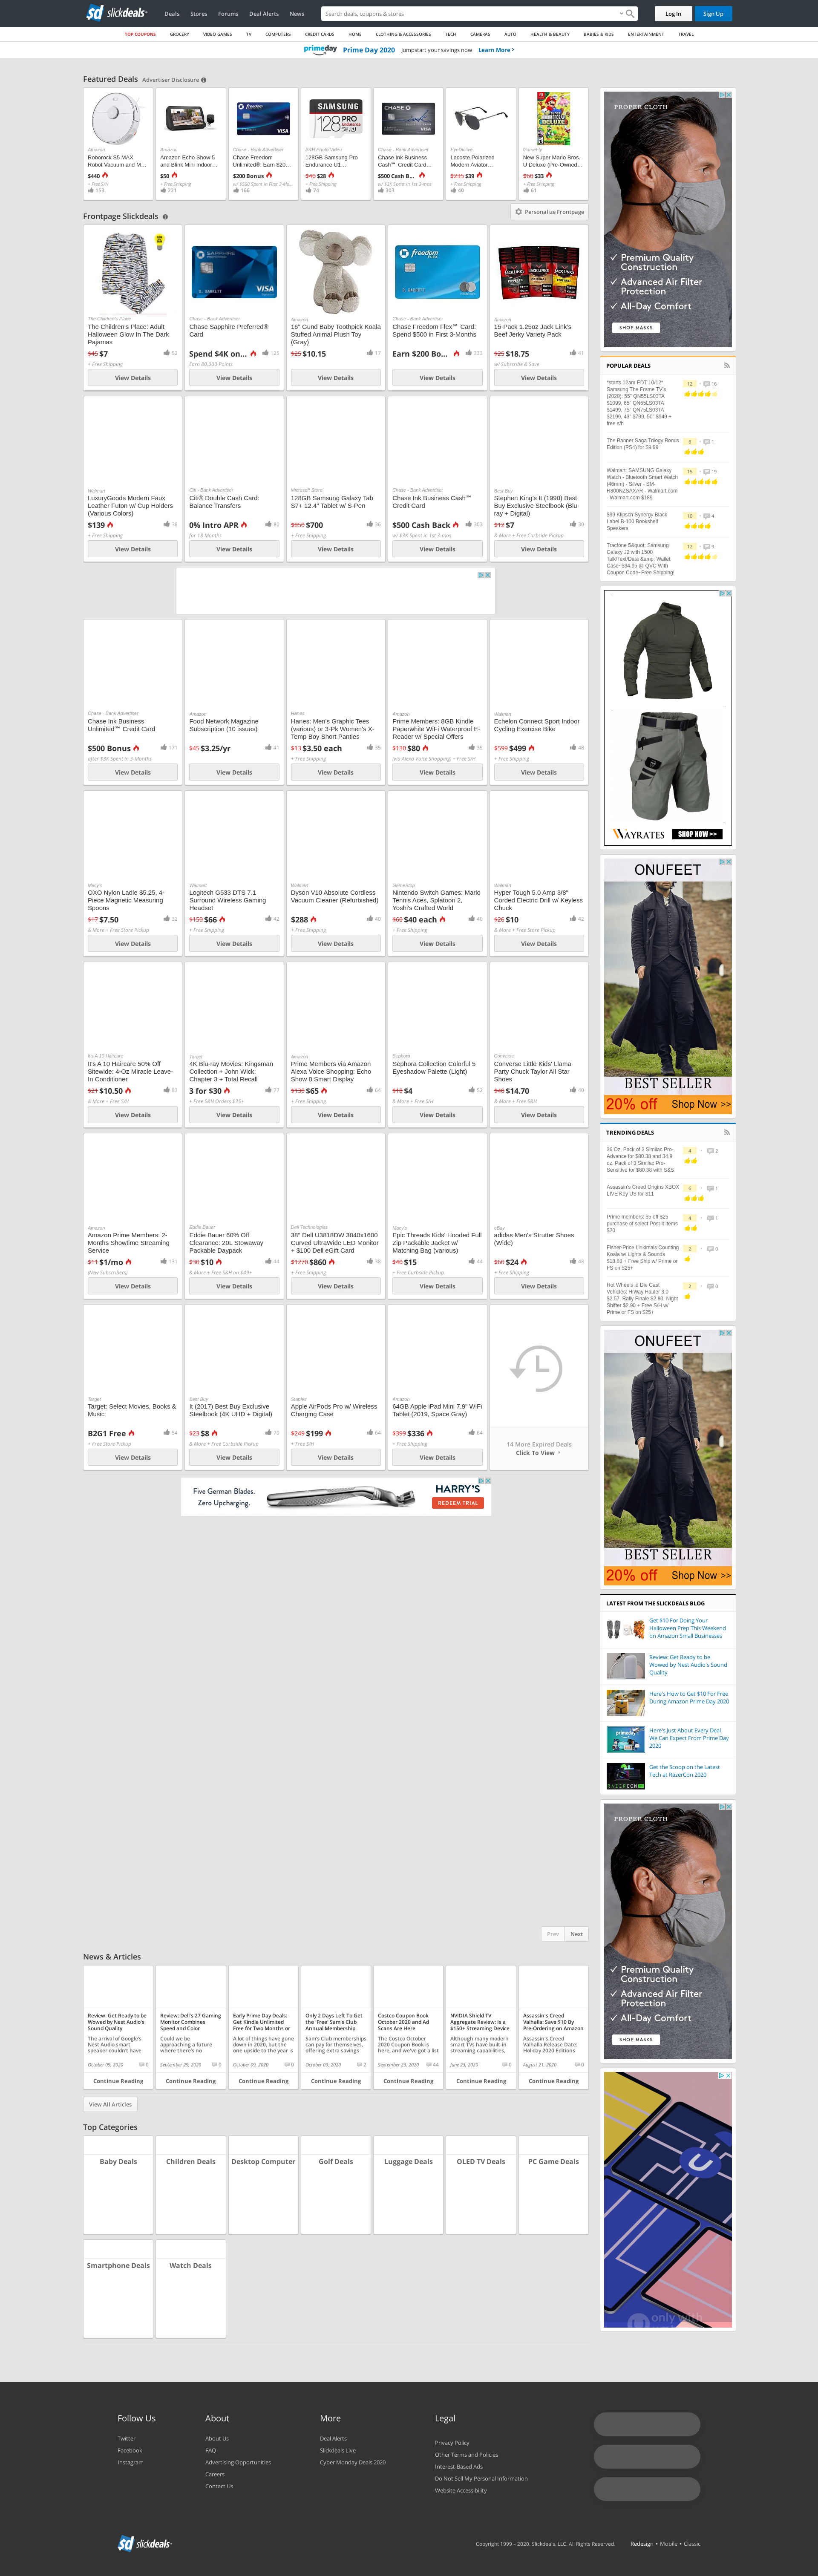 slickdeals
Deals
Stores
Forums
Deal Alerts
News
Search deals, coupons & stores
Log In
Sign Up
TOP COUPONS
GROCERY
VIDEO GAMES
TV
COMPUTERS
CREDIT CARDS
HOME
CLOTHING & ACCESSORIES
TECH
CAMERAS
AUTO
HEALTH & BEAUTY
BABIES & KIDS
ENTERTAINMENT
TRAVEL
prime day Prime Day 2020 Jumpstart your savings now Learn More
Featured Deals Advertiser Disclosure
Amazon
Roborock S5 MAX
Robot Vacuum and M...
$440
+ Free S/H
153
Amazon
Amazon Echo Show 5
and Blink Mini Indoor...
$50
+ Free Shipping
221
Chase - Bank Advertiser
Chase Freedom
Unlimited®: Earn $20...
$200 Bonus
w/ $500 Spent in First 3-Mo...
166
B&H Photo Video
128GB Samsung Pro
Endurance U1...
$40 $28
+ Free Shipping
74
Chase - Bank Advertiser
Chase Ink Business
Cash℠ Credit Card...
$500 Cash B...
w/ $3K Spent in 1st 3-mos
303
EyeDictive
Lacoste Polarized
Modern Aviator...
$235 $39
+ Free Shipping
40
GameFly
New Super Mario Bros.
U Deluxe (Pre-Owned...
$60 $33
+ Free Shipping
61
Frontpage Slickdeals
Personalize Frontpage
The Children's Place
The Children's Place: Adult
Halloween Glow In The Dark
Pajamas
$45 $7
52
+ Free Shipping
View Details
Chase - Bank Advertiser
Chase Sapphire Preferred®
Card
Spend $4K on...
125
Earn 80,000 Points
View Details
Amazon
16" Gund Baby Toothpick Koala
Stuffed Animal Plush Toy
(Gray)
$25 $10.15
17
View Details
Chase - Bank Advertiser
Chase Freedom Flex℠ Card:
Spend $500 in First 3-Months
Earn $200 Bo...
333
View Details
Amazon
15-Pack 1.25oz Jack Link's
Beef Jerky Variety Pack
$25 $18.75
41
w/ Subscribe & Save
View Details
Walmart
LuxuryGoods Modern Faux
Leather Futon w/ Cup Holders
(Various Colors)
$139
38
+ Free Shipping
View Details
Citi - Bank Advertiser
Citi® Double Cash Card:
Balance Transfers
0% Intro APR
80
for 18 Months
View Details
Microsoft Store
128GB Samsung Galaxy Tab
S7+ 12.4" Tablet w/ S-Pen
$850 $700
36
+ Free Shipping
View Details
Chase - Bank Advertiser
Chase Ink Business Cash℠
Credit Card
$500 Cash Back
303
w/ $3K Spent in 1st 3-mos
View Details
Best Buy
Stephen King's It (1990) Best
Buy Exclusive Steelbook (Blu-
ray + Digital)
$12 $7
30
& More + Free Curbside Pickup
View Details
Chase - Bank Advertiser
Chase Ink Business
Unlimited℠ Credit Card
$500 Bonus
171
after $3K Spent in 3-Months
View Details
Amazon
Food Network Magazine
Subscription (10 issues)
$45 $3.25/yr
41
View Details
Hanes
Hanes: Men's Graphic Tees
(various) or 3-Pk Women's X-
Temp Boy Short Panties
$13 $3.50 each
35
+ Free Shipping
View Details
Amazon
Prime Members: 8GB Kindle
Paperwhite WiFi Waterproof E-
Reader w/ Special Offers
$130 $80
35
(via Alexa Voice Shopping) + Free S/H
View Details
Walmart
Echelon Connect Sport Indoor
Cycling Exercise Bike
$599 $499
48
+ Free Shipping
View Details
Macy's
OXO Nylon Ladle $5.25, 4-
Piece Magnetic Measuring
Spoons
$17 $7.50
32
& More + Free Store Pickup
View Details
Walmart
Logitech G533 DTS 7.1
Surround Wireless Gaming
Headset
$150 $66
42
+ Free Shipping
View Details
Walmart
Dyson V10 Absolute Cordless
Vacuum Cleaner (Refurbished)
$288
40
+ Free Shipping
View Details
GameStop
Nintendo Switch Games: Mario
Tennis Aces, Splatoon 2,
Yoshi's Crafted World
$60 $40 each
40
+ Free Shipping
View Details
Walmart
Hyper Tough 5.0 Amp 3/8"
Corded Electric Drill w/ Keyless
Chuck
$26 $10
42
& More + Free Store Pickup
View Details
It's A 10 Haircare
It's A 10 Haircare 50% Off
Sitewide: 4-Oz Miracle Leave-
In Conditioner
$21 $10.50
83
& More + Free S/H
View Details
Target
4K Blu-ray Movies: Kingsman
Collection + John Wick:
Chapter 3 + Total Recall
3 for $30
77
+ Free S&H Orders $35+
View Details
Amazon
Prime Members via Amazon
Alexa Voice Shopping: Echo
Show 8 Smart Display
$130 $65
64
+ Free Shipping
View Details
Sephora
Sephora Collection Colorful 5
Eyeshadow Palette (Light)
$18 $4
52
& More + Free S/H
View Details
Converse
Converse Little Kids' Llama
Party Chuck Taylor All Star
Shoes
$40 $14.70
40
& More + Free S&H
View Details
Amazon
Amazon Prime Members: 2-
Months Showtime Streaming
Service
$11 $1/mo
131
(New Subscribers)
View Details
Eddie Bauer
Eddie Bauer 60% Off
Clearance: 20L Stowaway
Packable Daypack
$30 $10
44
& More + Free S&H on $49+
View Details
Dell Technologies
38" Dell U3818DW 3840x1600
Curved UltraWide LED Monitor
+ $100 Dell eGift Card
$1270 $860
38
+ Free Shipping
View Details
Macy's
Epic Threads Kids' Hooded Full
Zip Packable Jacket w/
Matching Bag (various)
$40 $15
44
+ Free Curbside Pickup
View Details
eBay
adidas Men's Strutter Shoes
(Wide)
$60 $24
48
+ Free Shipping
View Details
Target
Target: Select Movies, Books &
Music
B2G1 Free
54
+ Free Store Pickup
View Details
Best Buy
It (2017) Best Buy Exclusive
Steelbook (4K UHD + Digital)
$23 $8
70
& More + Free Curbside Pickup
View Details
Staples
Apple AirPods Pro w/ Wireless
Charging Case
$249 $199
64
+ Free S/H
View Details
Amazon
64GB Apple iPad Mini 7.9" WiFi
Tablet (2019, Space Gray)
$399 $336
64
+ Free Shipping
View Details
14 More Expired Deals
Click To View
Five German Blades.
Zero Upcharging.
HARRY'S
REDEEM TRIAL
Prev
Next
News & Articles
Review: Get Ready to be
Wowed by Nest Audio's
Sound Quality
The arrival of Google's
Nest Audio smart
speaker couldn't have
October 09, 2020
0
Continue Reading
Review: Dell's 27 Gaming
Monitor Combines
Speed and Color
Could we be
approaching a future
where there's no
September 29, 2020
0
Continue Reading
Early Prime Day Deals:
Get Kindle Unlimited
Free for Two Months or
A lot of things have gone
down in 2020, but the
one upside to the year is
October 09, 2020
0
Continue Reading
Only 2 Days Left To Get
the 'Free' Sam's Club
Annual Membership
Sam's Club memberships
can pay for themselves,
offering extra savings
October 09, 2020
2
Continue Reading
Costco Coupon Book
October 2020 and Ad
Scans Are Here
The Costco October
2020 Coupon Book is
here, and we've got a list
September 23, 2020
44
Continue Reading
NVIDIA Shield TV
Aggregate Review: Is a
$150+ Streaming Device
Although many modern
smart TVs have built-in
streaming capabilities,
June 23, 2020
0
Continue Reading
Assassin's Creed
Valhalla: Save $10 By
Pre-Ordering on Amazon
Assassin's Creed
Valhalla Release Date:
Holiday 2020 Editions
August 21, 2020
0
Continue Reading
View All Articles
Top Categories
Baby Deals
Children Deals
Desktop Computer
Golf Deals
Luggage Deals
OLED TV Deals
PC Game Deals
Smartphone Deals
Watch Deals
PROPER CLOTH
Premium Quality
Construction
Advanced Air Filter
Protection
All-Day Comfort
SHOP MASKS
POPULAR DEALS
*starts 12am EDT 10/12*
Samsung The Frame TV's
(2020): 55" QN55LS03TA
$1099, 65" QN65LS03TA
$1499, 75" QN75LS03TA
$2199, 43" $799, 50" $949 +
free s/h
12
16
The Banner Saga Trilogy Bonus
Edition (PS4) for $9.99
6
1
Walmart: SAMSUNG Galaxy
Watch - Bluetooth Smart Watch
(46mm) - Silver - SM-
R800NZSAXAR - Walmart.com
- Walmart.com $189
15
19
$99 Klipsch Synergy Black
Label B-100 Bookshelf
Speakers
10
4
Tracfone S&quot; Samsung
Galaxy J2 with 1500
Talk/Text/Data &amp; Wallet
Case~$34.95 @ QVC With
Coupon Code~Free Shipping!
12
9
WAYRATES
SHOP NOW >>
ONUFEET
BEST SELLER
20% off Shop Now >>
TRENDING DEALS
36 Oz, Pack of 3 Similac Pro-
Advance for $80.38 and 34.9
oz, Pack of 3 Similac Pro-
Sensitive for $80.38 with S&S
4
2
Assassin's Creed Origins XBOX
LIVE Key US for $11
6
1
Prime members: $5 off $25
purchase of select Post-it items
$20
4
1
Fisher-Price Linkimals Counting
Koala w/ Lights & Sounds
$18.88 + Free Ship w/ Prime or
FS on $25+
2
0
Hot Wheels id Die Cast
Vehicles: HiWay Hauler 3.0
$2.57, Rally Finale $2.80, Night
Shifter $2.90 + Free S/H w/
Prime or FS on $25+
2
0
ONUFEET
BEST SELLER
20% off Shop Now >>
LATEST FROM THE SLICKDEALS BLOG
Get $10 For Doing Your
Halloween Prep This Weekend
on Amazon Small Businesses
Review: Get Ready to be
Wowed by Nest Audio's Sound
Quality
Here's How to Get $10 For Free
During Amazon Prime Day 2020
Here's Just About Every Deal
We Can Expect From Prime Day
2020
Get the Scoop on the Latest
Tech at RazerCon 2020
PROPER CLOTH
Premium Quality
Construction
Advanced Air Filter
Protection
All-Day Comfort
SHOP MASKS
only with
Follow Us
Twitter
Facebook
Instagram
About
About Us
FAQ
Advertising Opportunities
Careers
Contact Us
More
Deal Alerts
Slickdeals Live
Cyber Monday Deals 2020
Legal
Privacy Policy
Other Terms and Policies
Interest-Based Ads
Do Not Sell My Personal Information
Website Accessibility
slickdeals
Copyright 1999 - 2020. Slickdeals, LLC. All Rights Reserved.
Redesign • Mobile • Classic